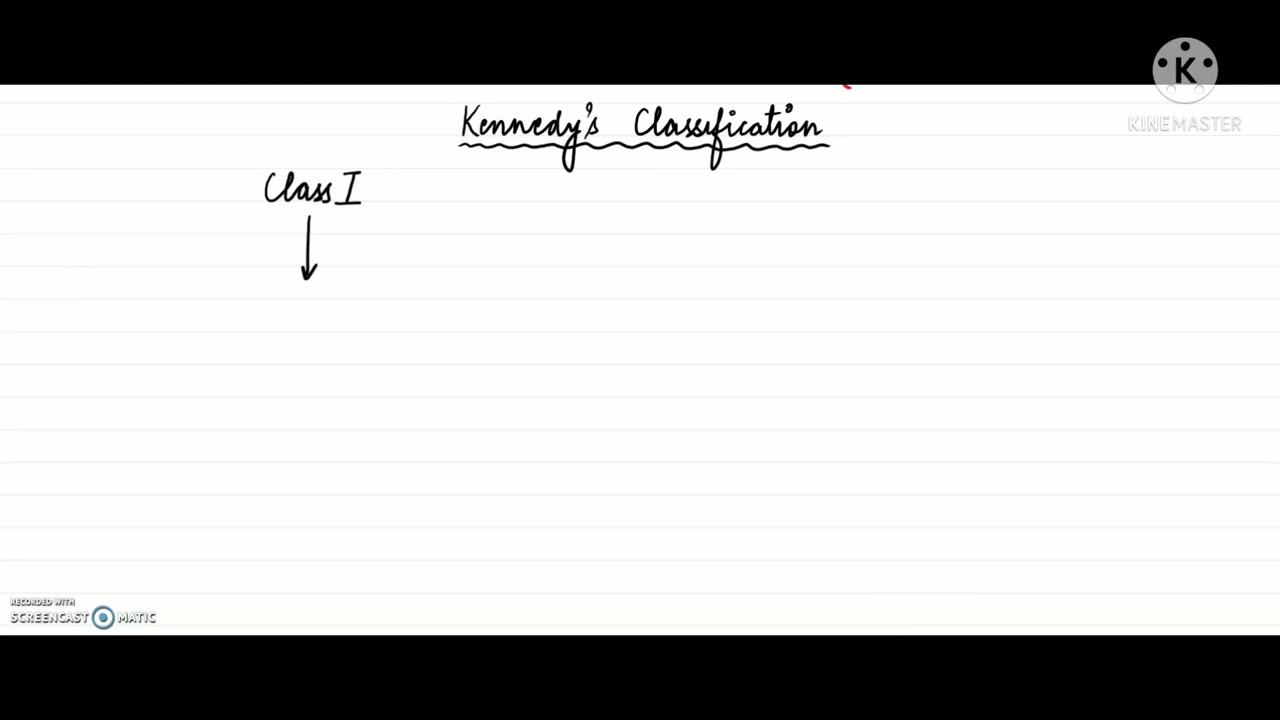 K
KINEMASTER
Kennedy's Classification
Class I
RECORDED WITH
SCREENCAST MATIC